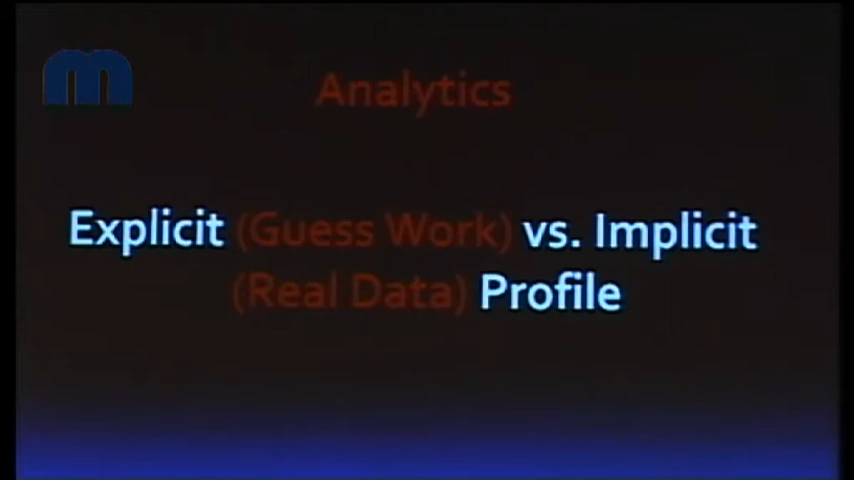 m
Analytics
Explicit (Guess Work) vs. Implicit
(Real Data) Profile